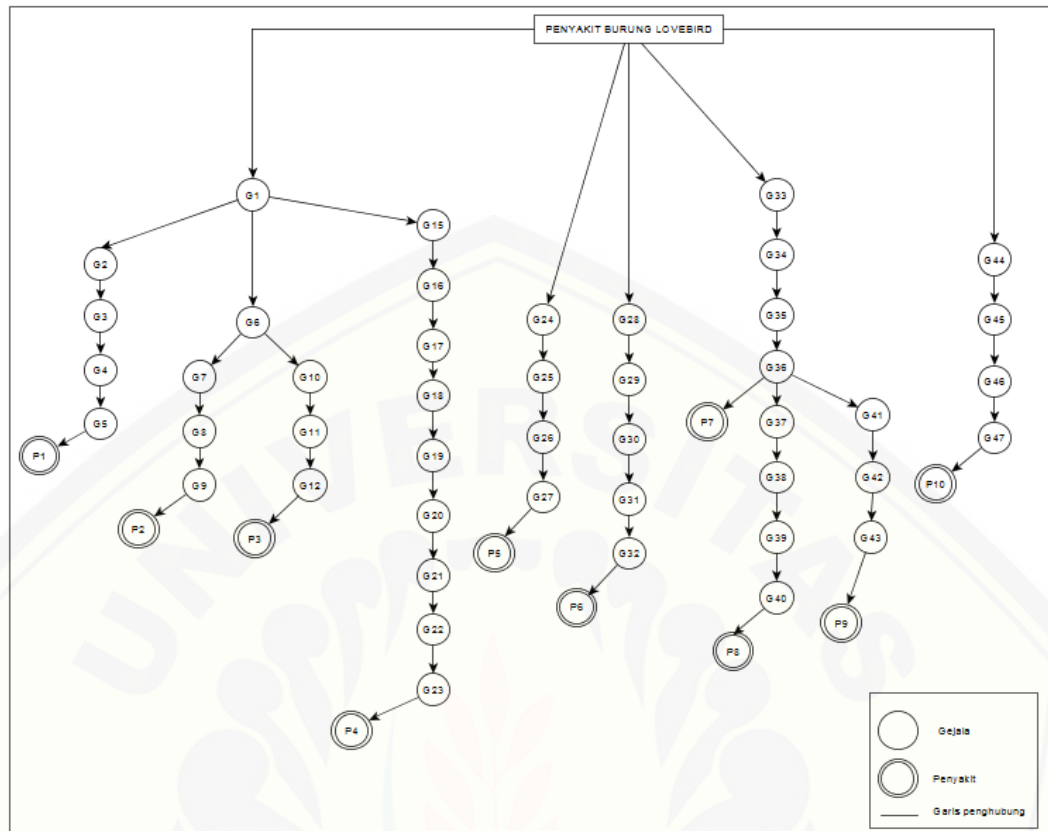 PENYAKIT BURUNG LOVEBIRD
G1
G33
G15
G2
G34
G44
G16
G3
G6
G24
G28
G35
G45
G17
G4
G7
G10
G25
G29
G36
G46
G18
G5
G8
G11
P7
G37
G41
P1
G19
G26
G30
G47
G9
G12
G38
G42
P10
G20
G27
G31
P2
P3
G39
G43
G21
P5
G32
G40
P6
P9
G22
P8
G23
P4
UNIVERSITAS
Gejala
Penyakit
Garis penghubung